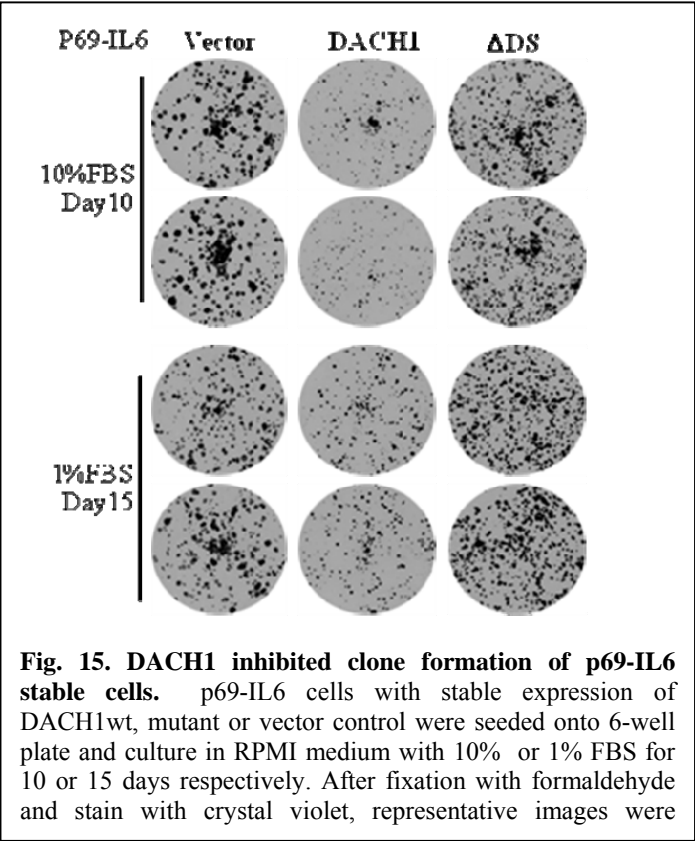 P69-IL6 Vector DACH1 ΔDS
10%FBS
Day10
1%FBS
Day15
Fig. 15. DACH1 inhibited clone formation of p69-IL6
stable cells. p69-IL6 cells with stable expression of
DACH1wt, mutant or vector control were seeded onto 6-well
plate and culture in RPMI medium with 10% or 1% FBS for
10 or 15 days respectively. After fixation with formaldehyde
and stain with crystal violet, representative images were